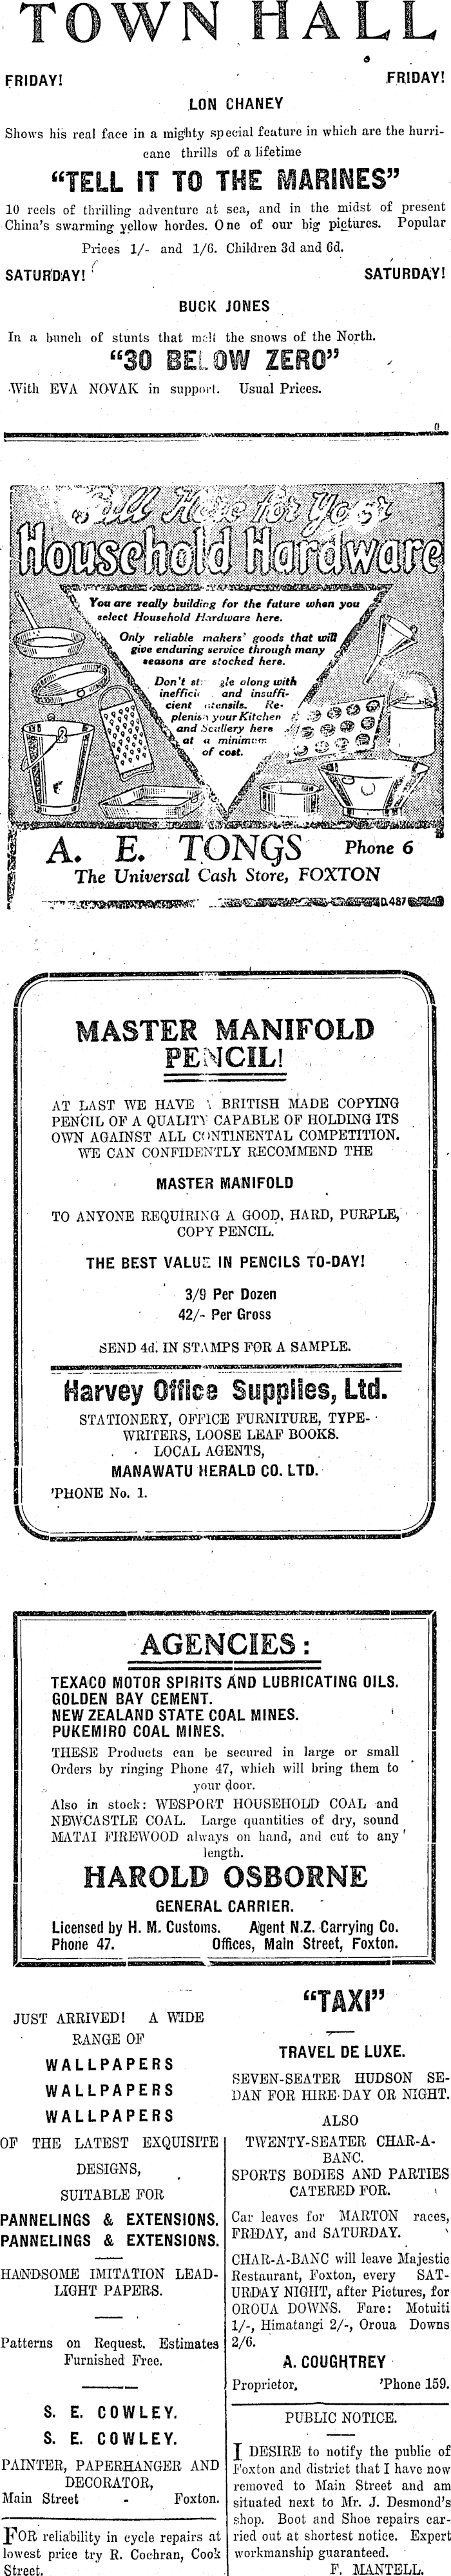 TOWN HALL
FRIDAY! FRIDAY!
LON CHANEY
Shows his real face in a mighty special feature in which are the hurri-
cane thrills of a lifetime
“TELL IT TO THE MARINES”
10 reels of thrilling adventure at sea, and in the midst of present
China's swarming yellow hordes. One of our big pictures. Popular
Prices 1/- and 1/6. Children 3d and 6d.
SATURDAY! SATURDAY!
BUCK JONES
In a bunch of stunts that melt the snows of the North.
“30 BELOW ZERO”
With EVA NOVAK in support. Usual Prices.
Call Here for Your
Household Hardware
You are really building for the future when you
select Household Hardware here.
Only reliable makers' goods that will
give enduring service through many
seasons are stocked here.
Don't struggle along with
inefficient and insuffi-
cient utensils. Re-
plenish your Kitchen
and Scullery here
at a minimum
of cost.
A. E. TONGS Phone 6
The Universal Cash Store, FOXTON
D.487
MASTER MANIFOLD
PENCIL!
AT LAST WE HAVE A BRITISH MADE COPYING
PENCIL OF A QUALITY CAPABLE OF HOLDING ITS
OWN AGAINST ALL CONTINENTAL COMPETITION.
WE CAN CONFIDENTLY RECOMMEND THE
MASTER MANIFOLD
TO ANYONE REQUIRING A GOOD, HARD, PURPLE,
COPY PENCIL.
THE BEST VALUE IN PENCILS TO-DAY!
3/9 Per Dozen
42/- Per Gross
SEND 4d. IN STAMPS FOR A SAMPLE.
Harvey Office Supplies, Ltd.
STATIONERY, OFFICE FURNITURE, TYPE-
WRITERS, LOOSE LEAF BOOKS.
LOCAL AGENTS,
MANAWATU HERALD CO. LTD.
'PHONE No. 1.
AGENCIES:
TEXACO MOTOR SPIRITS AND LUBRICATING OILS.
GOLDEN BAY CEMENT.
NEW ZEALAND STATE COAL MINES.
PUKEMIRO COAL MINES.
THESE Products can be secured in large or small
Orders by ringing Phone 47, which will bring them to
your door.
Also in stock: WESPORT HOUSEHOLD COAL and
NEWCASTLE COAL. Large quantities of dry, sound
MATAI FIREWOOD always on hand, and cut to any
length.
HAROLD OSBORNE
GENERAL CARRIER.
Licensed by H. M. Customs. Agent N.Z. Carrying Co.
Phone 47. Offices, Main Street, Foxton.
JUST ARRIVED! A WIDE
RANGE OF
WALLPAPERS
WALLPAPERS
WALLPAPERS
OF THE LATEST EXQUISITE
DESIGNS,
SUITABLE FOR
PANNELINGS & EXTENSIONS.
PANNELINGS & EXTENSIONS.
HANDSOME IMITATION LEAD-
LIGHT PAPERS.
Patterns on Request. Estimates
Furnished Free.
S. E. COWLEY.
S. E. COWLEY.
PAINTER, PAPERHANGER AND
DECORATOR,
Main Street - Foxton.
FOR reliability in cycle repairs at
lowest price try R. Cochran, Cook
Street.
“TAXI”
TRAVEL DE LUXE.
SEVEN-SEATER HUDSON SE-
DAN FOR HIRE DAY OR NIGHT.
ALSO
TWENTY-SEATER CHAR-A-
BANC.
SPORTS BODIES AND PARTIES
CATERED FOR.
Car leaves for MARTON races,
FRIDAY, and SATURDAY.
CHAR-A-BANC will leave Majestic
Restaurant, Foxton, every SAT-
URDAY NIGHT, after Pictures, for
OROUA DOWNS. Fare: Motuiti
1/-, Himatangi 2/-, Oroua Downs
2/6.
A. COUGHTREY
Proprietor, 'Phone 159.
PUBLIC NOTICE.
I DESIRE to notify the public of
Foxton and district that I have now
removed to Main Street and am
situated next to Mr. J. Desmond's
shop. Boot and Shoe repairs car-
ried out at shortest notice. Expert
workmanship guaranteed.
F. MANTELL.